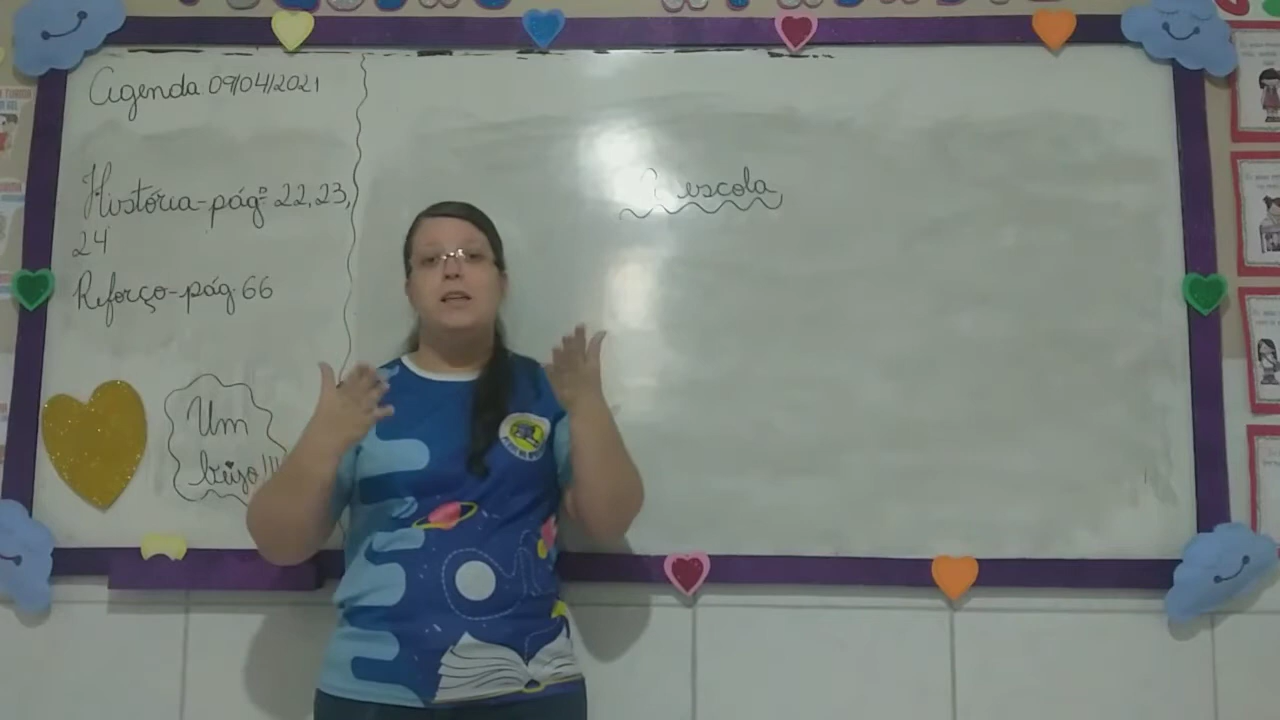 Agenda 09/04/2021
História-pág: 22, 23,
24
Reforço-pág. 66
Um
beijo!!!
escola